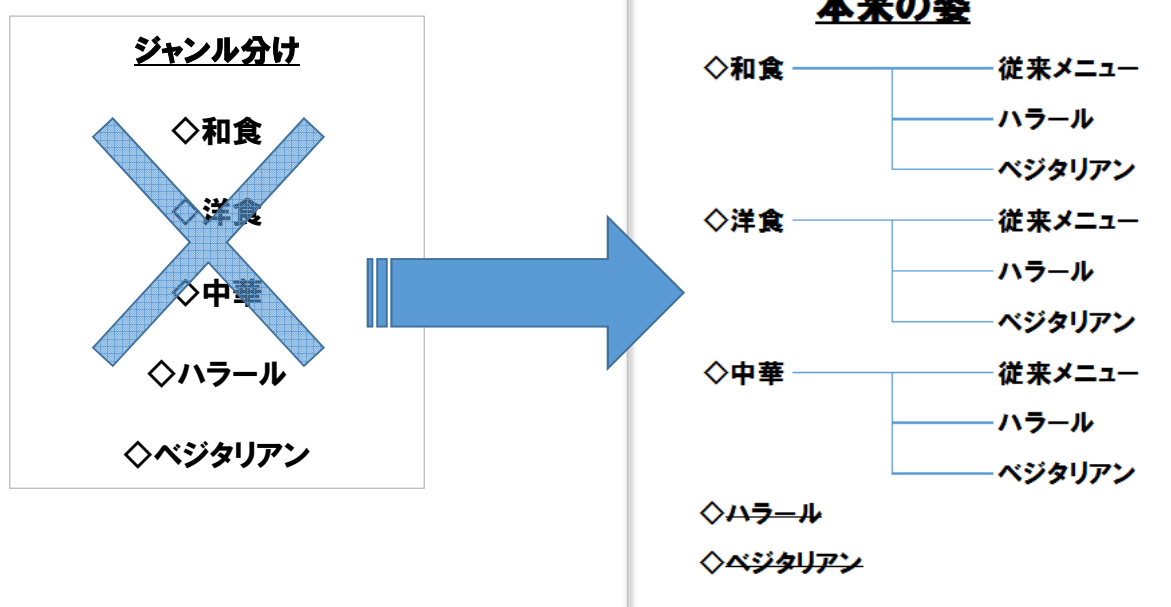 ジャンル分け
◇和食
◇洋食
◇中華
◇ハラール
◇ベジタリアン
本来の姿
◇和食
従来メニュー
ハラール
ベジタリアン
◇洋食
従来メニュー
ハラール
ベジタリアン
◇中華
従来メニュー
ハラール
ベジタリアン
◇ハラール
◇ベジタリアン